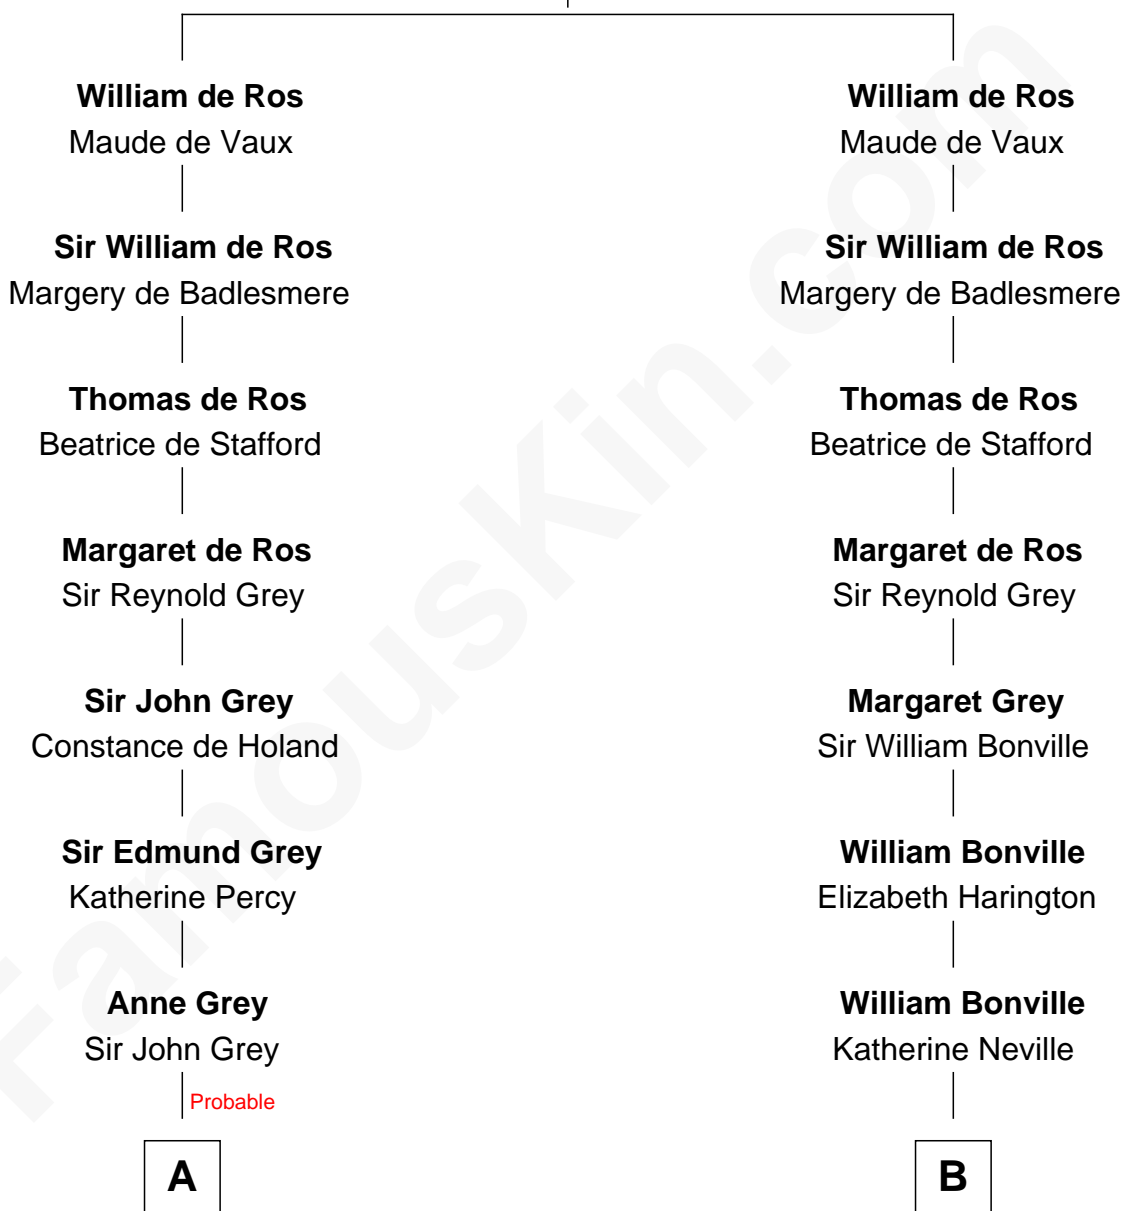 William de Ros
Maude de Vaux
Sir William de Ros
Margery de Badlesmere
Thomas de Ros
Beatrice de Stafford
Margaret de Ros
Sir Reynold Grey
Sir John Grey
Constance de Holand
Sir Edmund Grey
Katherine Percy
Anne Grey
Sir John Grey
Probable
A
William de Ros
Maude de Vaux
Sir William de Ros
Margery de Badlesmere
Thomas de Ros
Beatrice de Stafford
Margaret de Ros
Sir Reynold Grey
Margaret Grey
Sir William Bonville
William Bonville
Elizabeth Harington
William Bonville
Katherine Neville
B
FamousKin.com